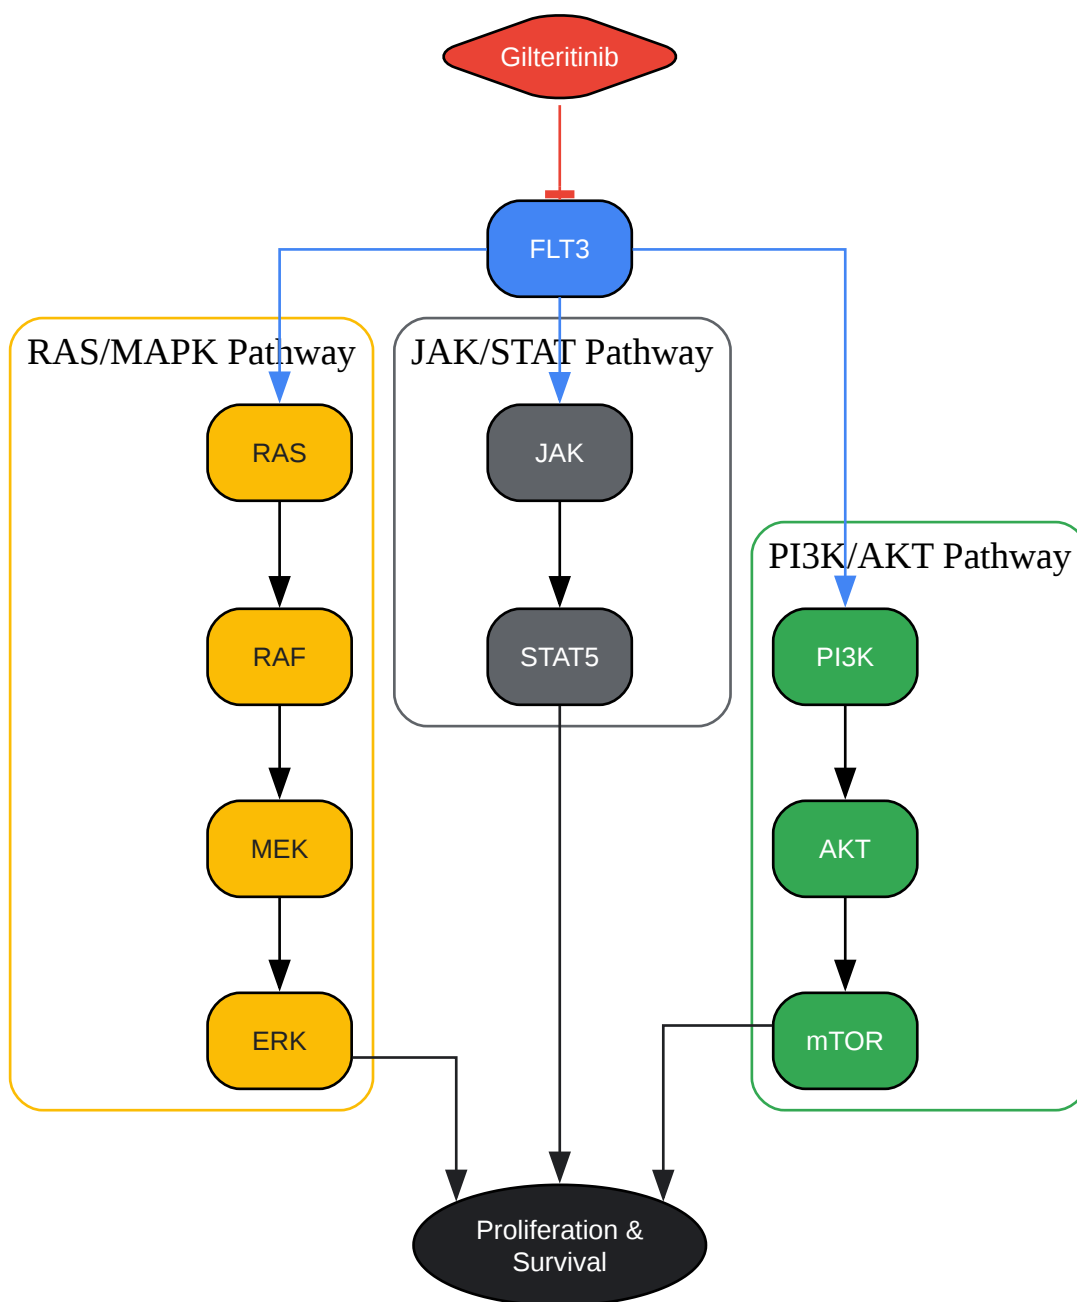 Gilteritinib
FLT3
RAS/MAPK Pathway
JAK/STAT Pathway
RAS
JAK
PI3K/AKT Pathway
RAF
STAT5
PI3K
MEK
AKT
ERK
mTOR
Proliferation &
Survival